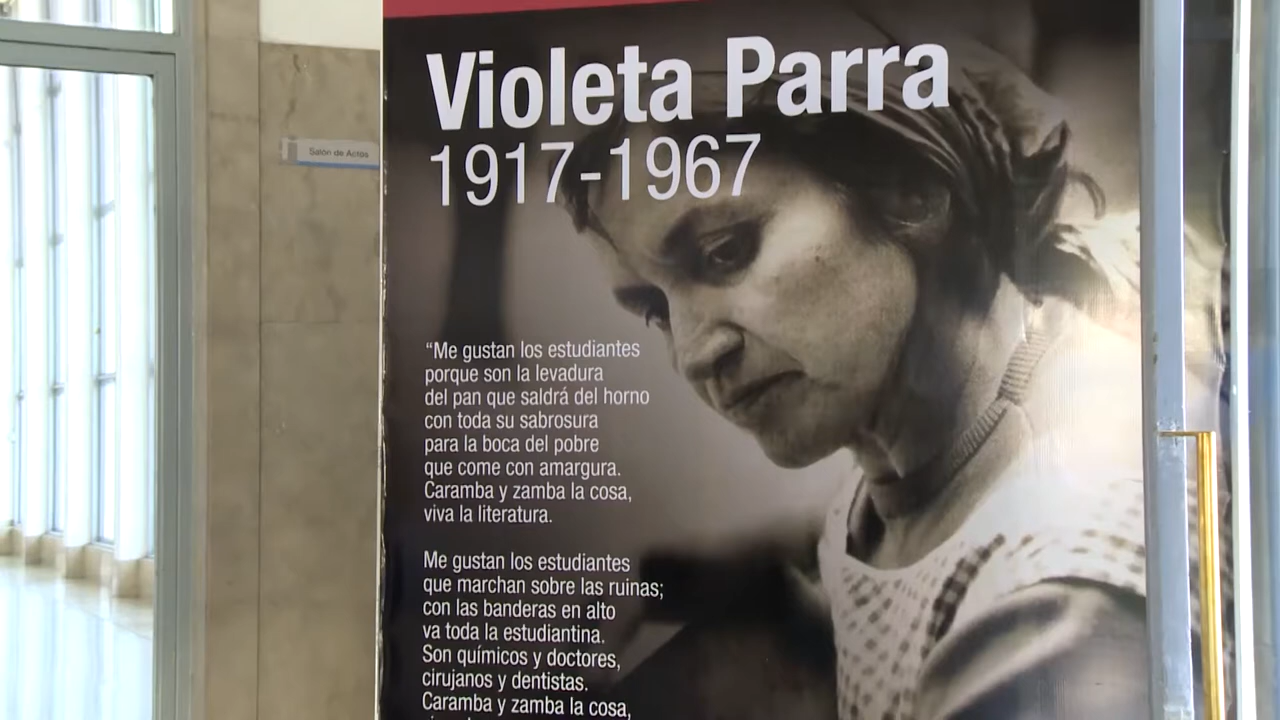 Violeta Parra
1917-1967
Salón de Actos
“Me gustan los estudiantes
porque son la levadura
del pan que saldrá del horno
con toda su sabrosura
para la boca del pobre
que come con amargura.
Caramba y zamba la cosa,
viva la literatura.
Me gustan los estudiantes
que marchan sobre las ruinas;
con las banderas en alto
va toda la estudiantina.
Son químicos y doctores,
cirujanos y dentistas.
Caramba y zamba la cosa,